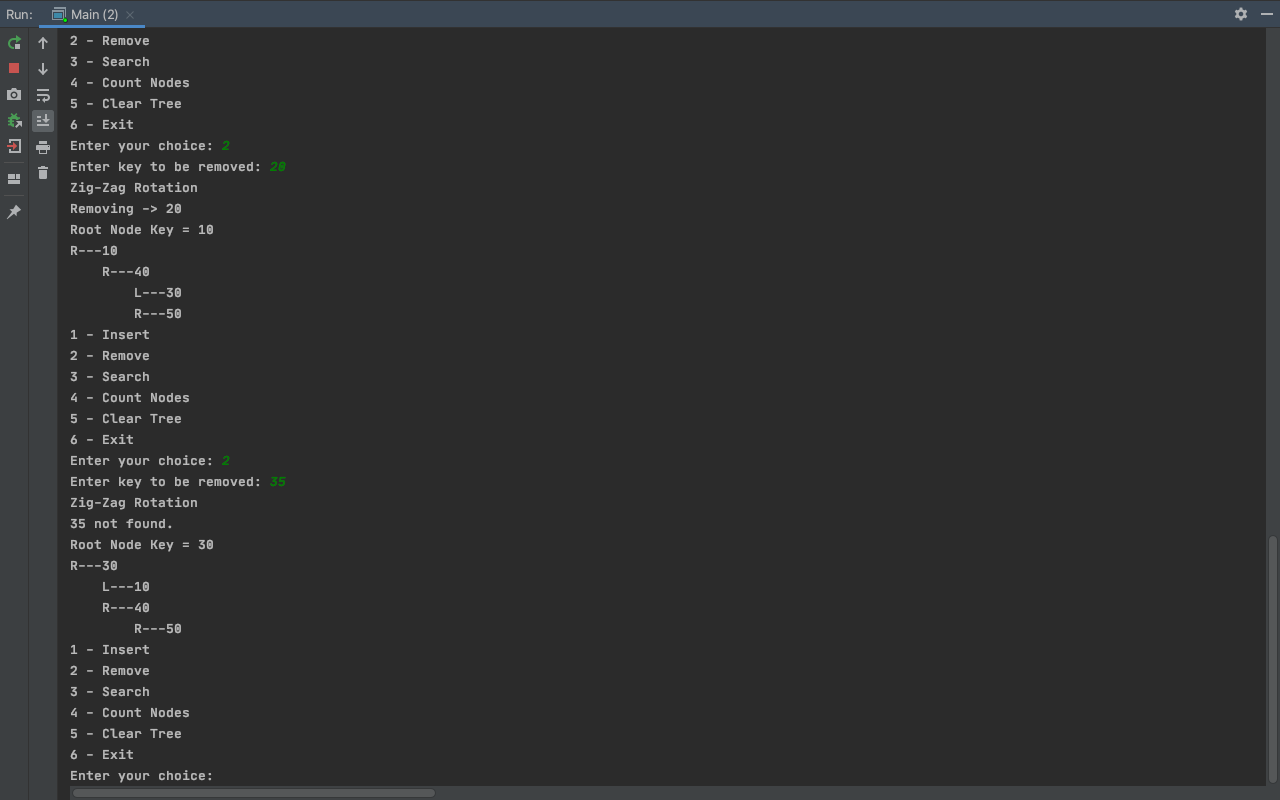 Run: Main (2)
2 - Remove
3 - Search
4 - Count Nodes
5 - Clear Tree
6 - Exit
Enter your choice: 2
Enter key to be removed: 20
Zig-Zag Rotation
Removing -> 20
Root Node Key = 10
R---10
    R---40
        L---30
        R---50
1 - Insert
2 - Remove
3 - Search
4 - Count Nodes
5 - Clear Tree
6 - Exit
Enter your choice: 2
Enter key to be removed: 35
Zig-Zag Rotation
35 not found.
Root Node Key = 30
R---30
    L---10
    R---40
        R---50
1 - Insert
2 - Remove
3 - Search
4 - Count Nodes
5 - Clear Tree
6 - Exit
Enter your choice: